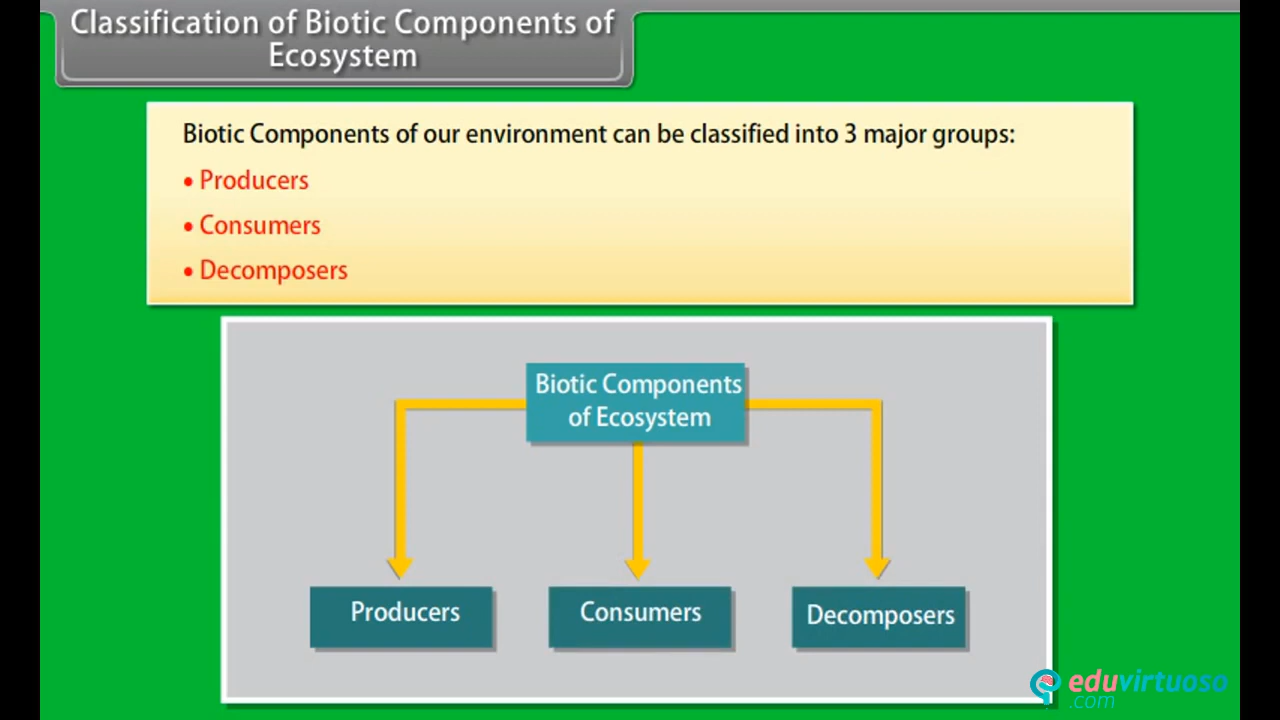 Classification of Biotic Components of
Ecosystem
Biotic Components of our environment can be classified into 3 major groups:
• Producers
• Consumers
• Decomposers
Biotic Components
of Ecosystem
Producers
Consumers
Decomposers
eduvirtuoso
.com